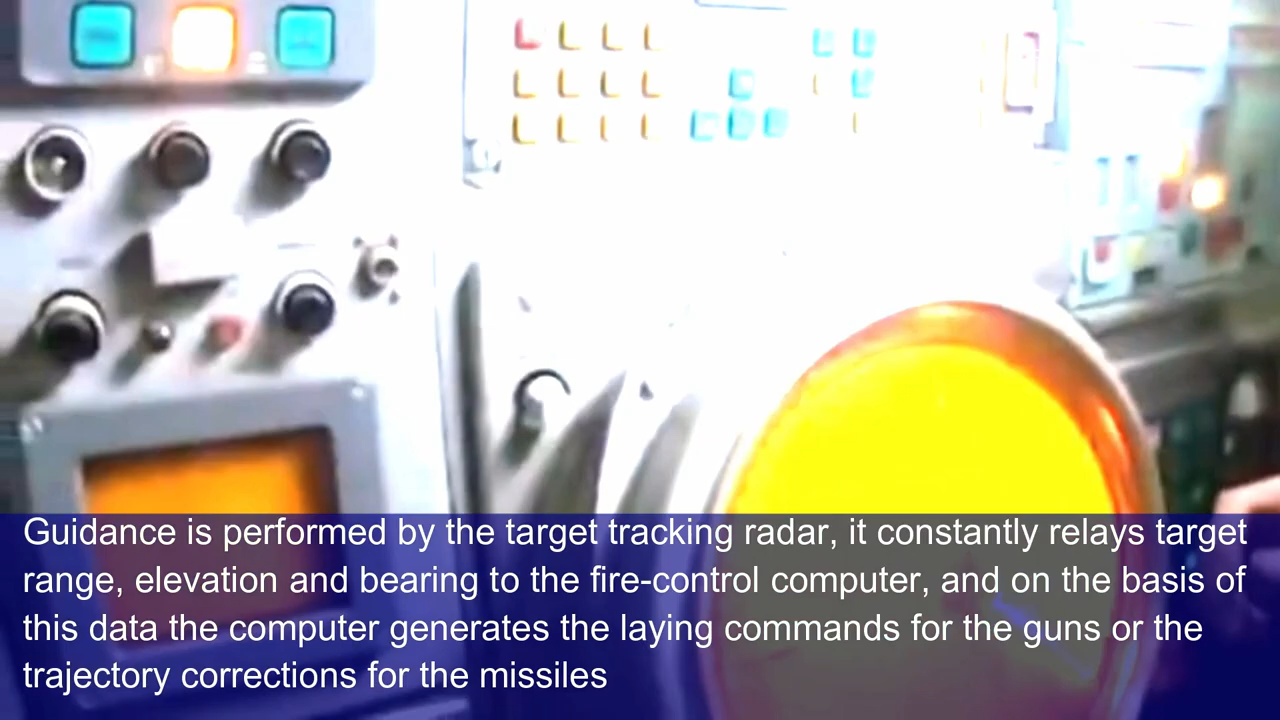 Guidance is performed by the target tracking radar, it constantly relays target
range, elevation and bearing to the fire-control computer, and on the basis of
this data the computer generates the laying commands for the guns or the
trajectory corrections for the missiles